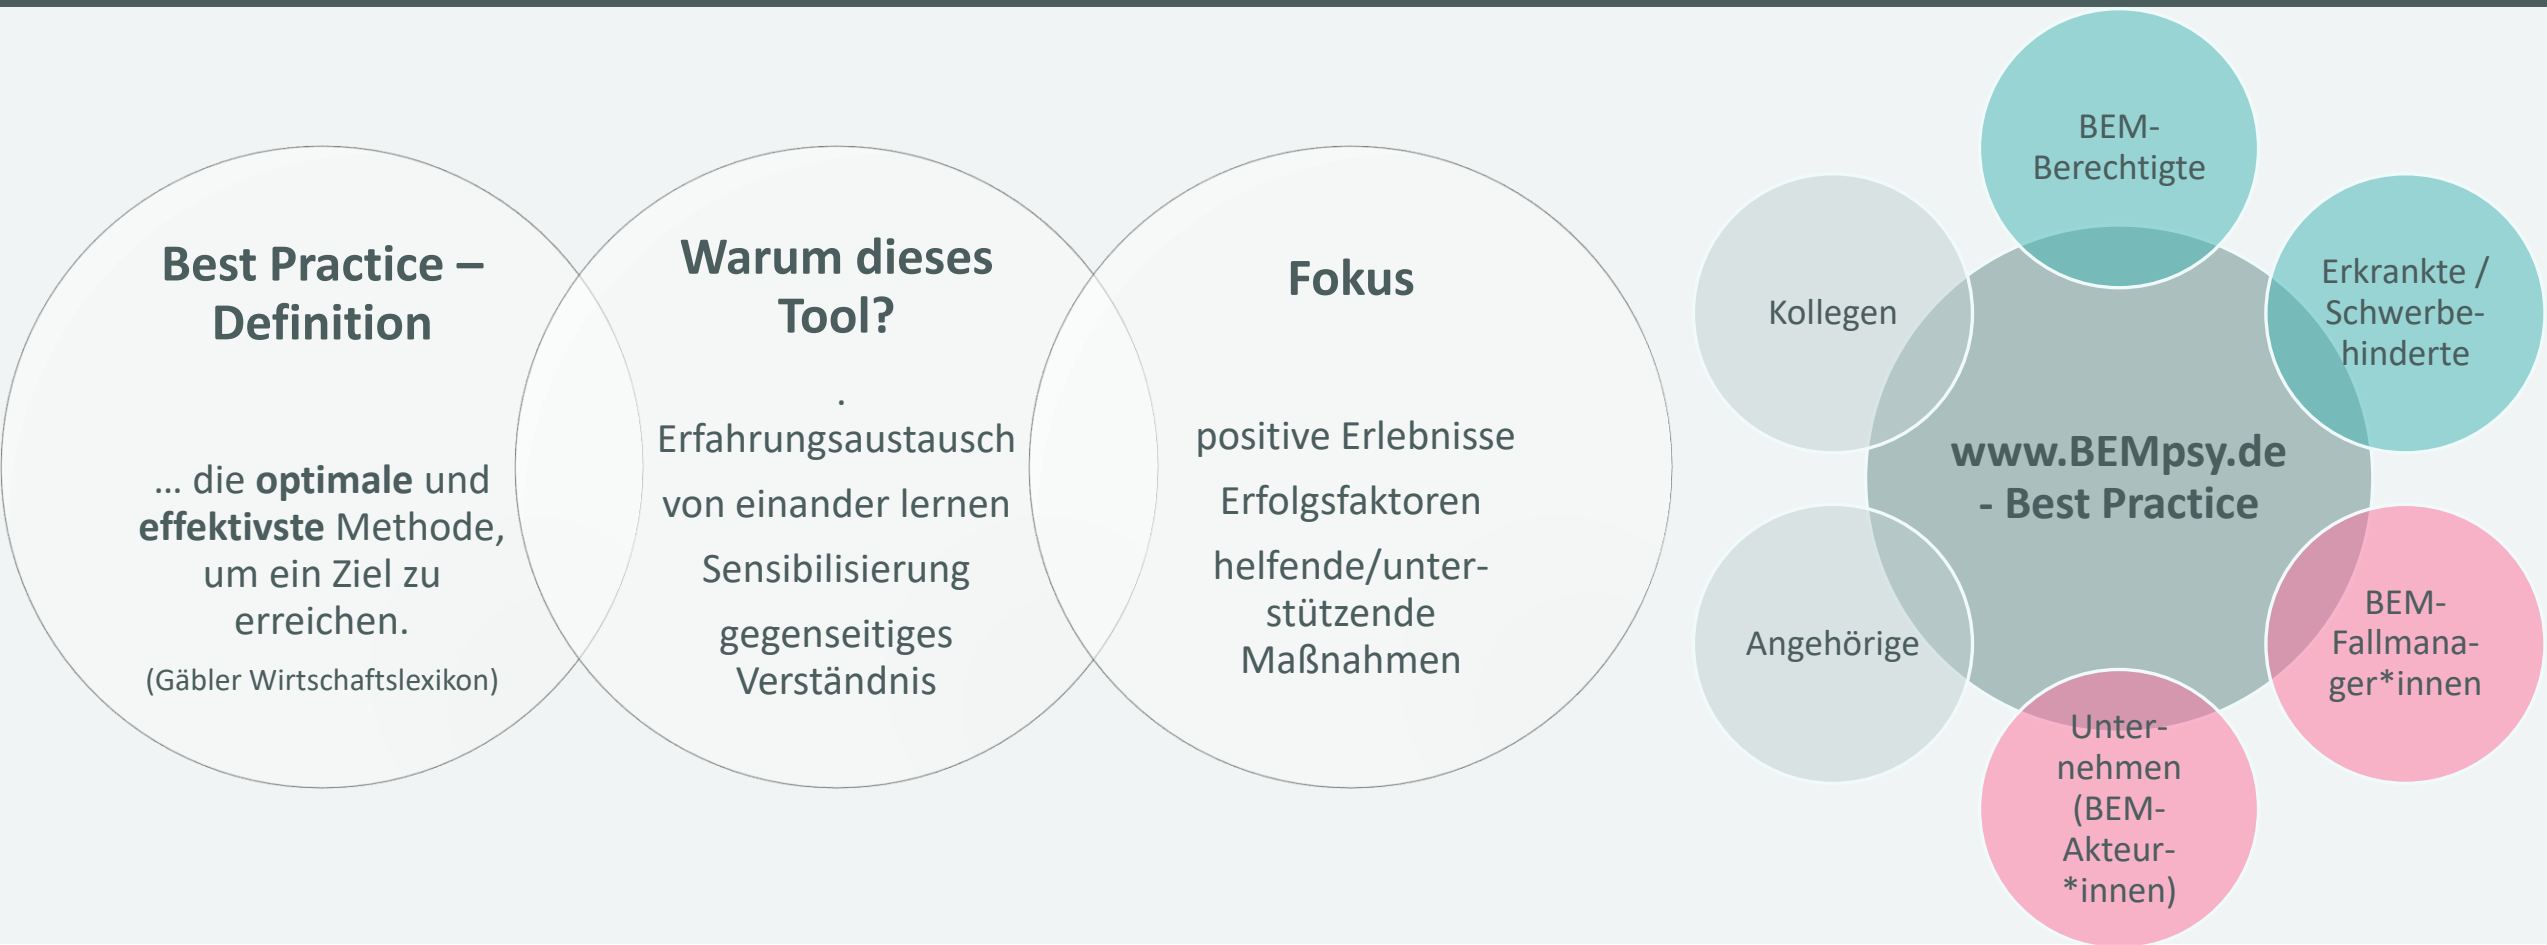 Best Practice –
Definition
... die optimale und
effektivste Methode,
um ein Ziel zu
erreichen.
(Gäbler Wirtschaftslexikon)
Warum dieses
Tool?
.
Erfahrungsaustausch
von einander lernen
Sensibilisierung
gegenseitiges
Verständnis
Fokus
positive Erlebnisse
Erfolgsfaktoren
helfende/unter-
stützende
Maßnahmen
www.BEMpsy.de
- Best Practice
BEM-
Berechtigte
Erkrankte /
Schwerbe-
hinderte
BEM-
Fallmana-
ger*innen
Unter-
nehmen
(BEM-
Akteur-
*innen)
Angehörige
Kollegen